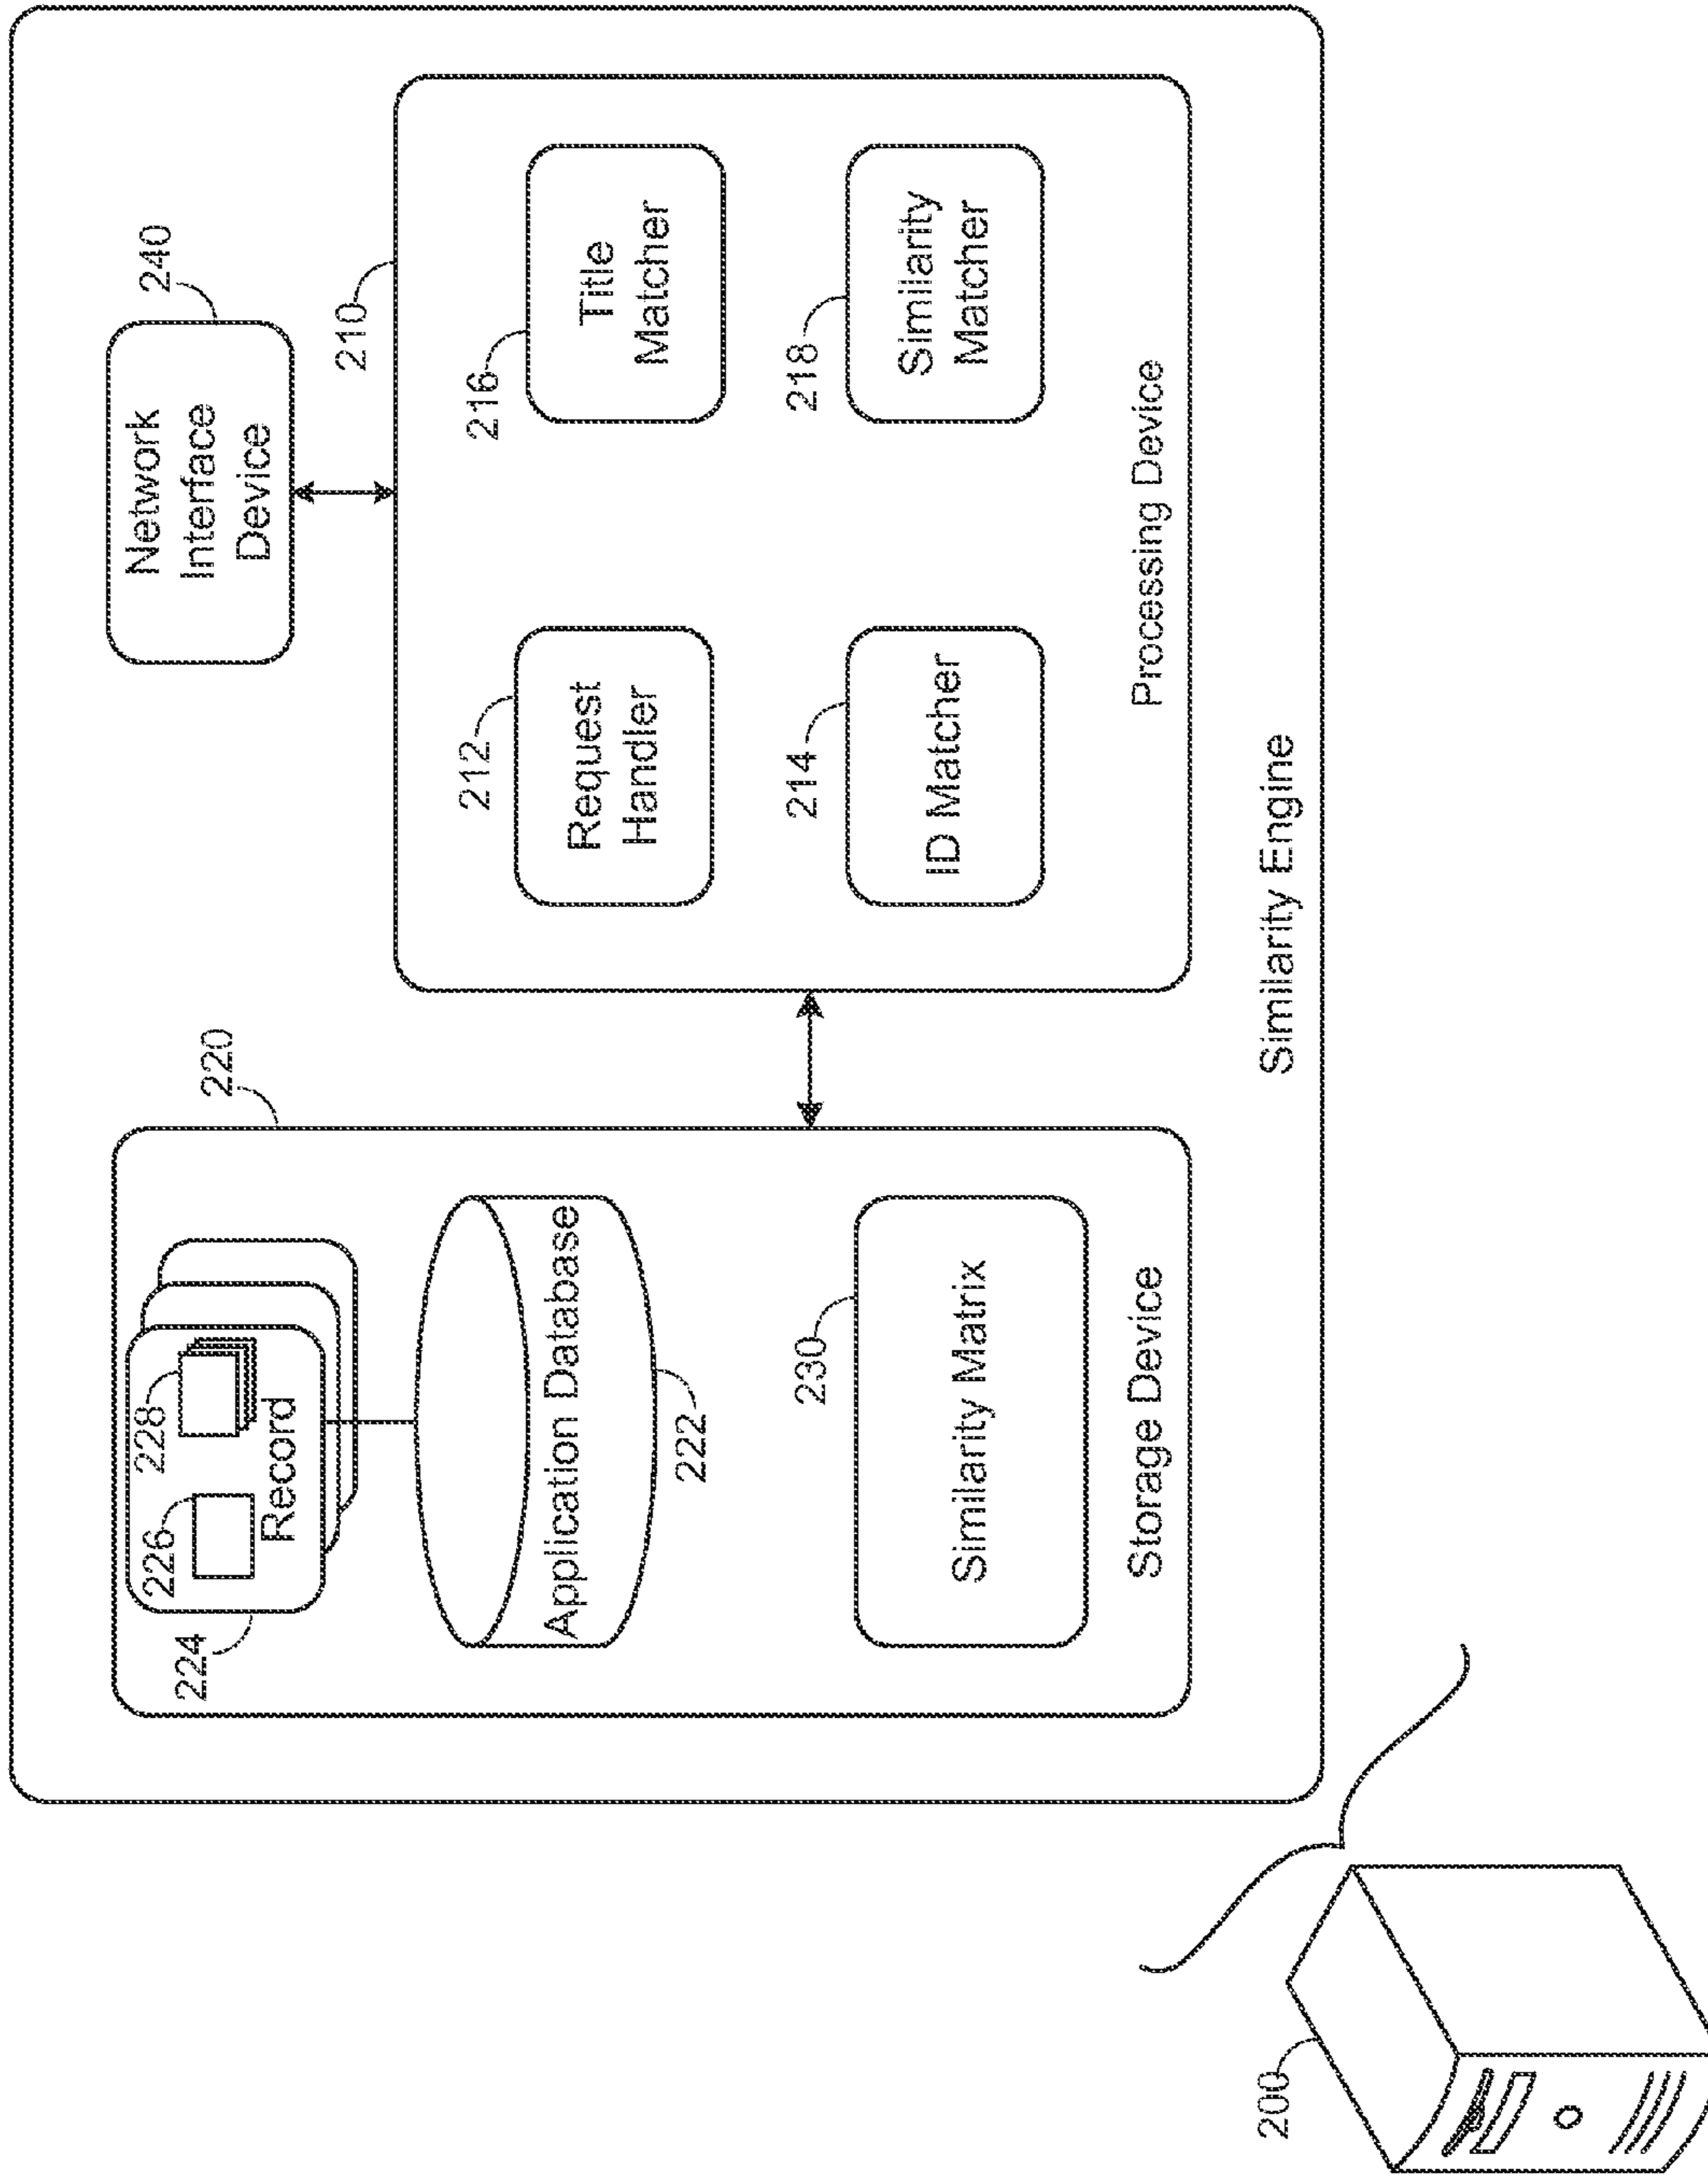 220
228
226
Record
224
Application Database
222
230
Similarity Matrix
Storage Device
Network
Interface
Device
240
210
212
Request
Handler
216
Title
Matcher
214
ID Matcher
218
Similarity
Matcher
Processing Device
Similarity Engine
200